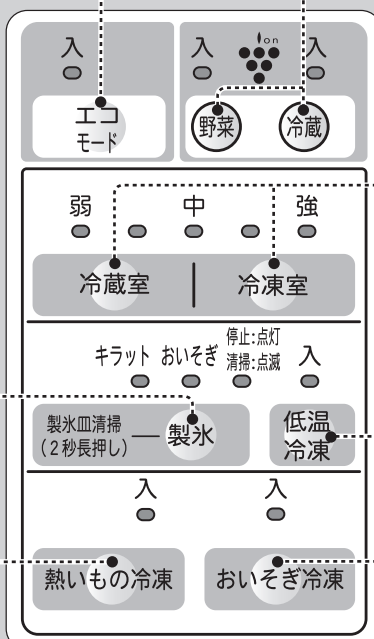 入 入 ion 入
エコ
モード
野菜 冷蔵
弱 中 強
冷蔵室 冷凍室
キラット おいそぎ 停止:点灯
清掃:点滅 入
製氷皿清掃
(2秒長押し) 製氷
低温
冷凍
入 入
熱いもの冷凍 おいそぎ冷凍